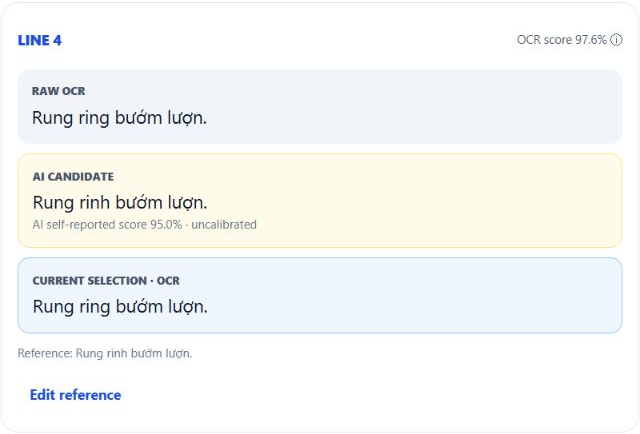 LINE 4
OCR score 97.6% ⓘ
RAW OCR
Rung ring bướm lượn.
AI CANDIDATE
Rung rinh bướm lượn.
AI self-reported score 95.0% · uncalibrated
CURRENT SELECTION · OCR
Rung ring bướm lượn.
Reference: Rung rinh bướm lượn.
Edit reference